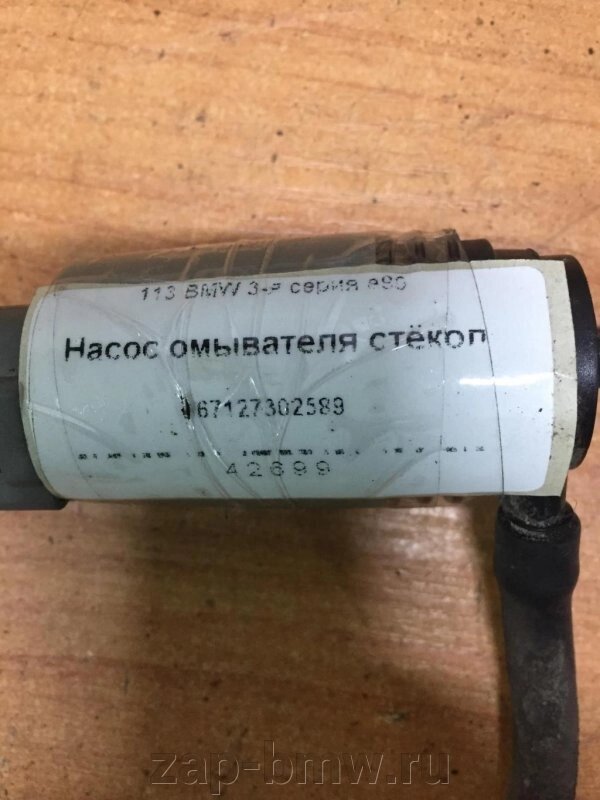 113 BMW 3-я серия e90
Насос омывателя стёкол
67127302589
42699
zap-bmw.ru